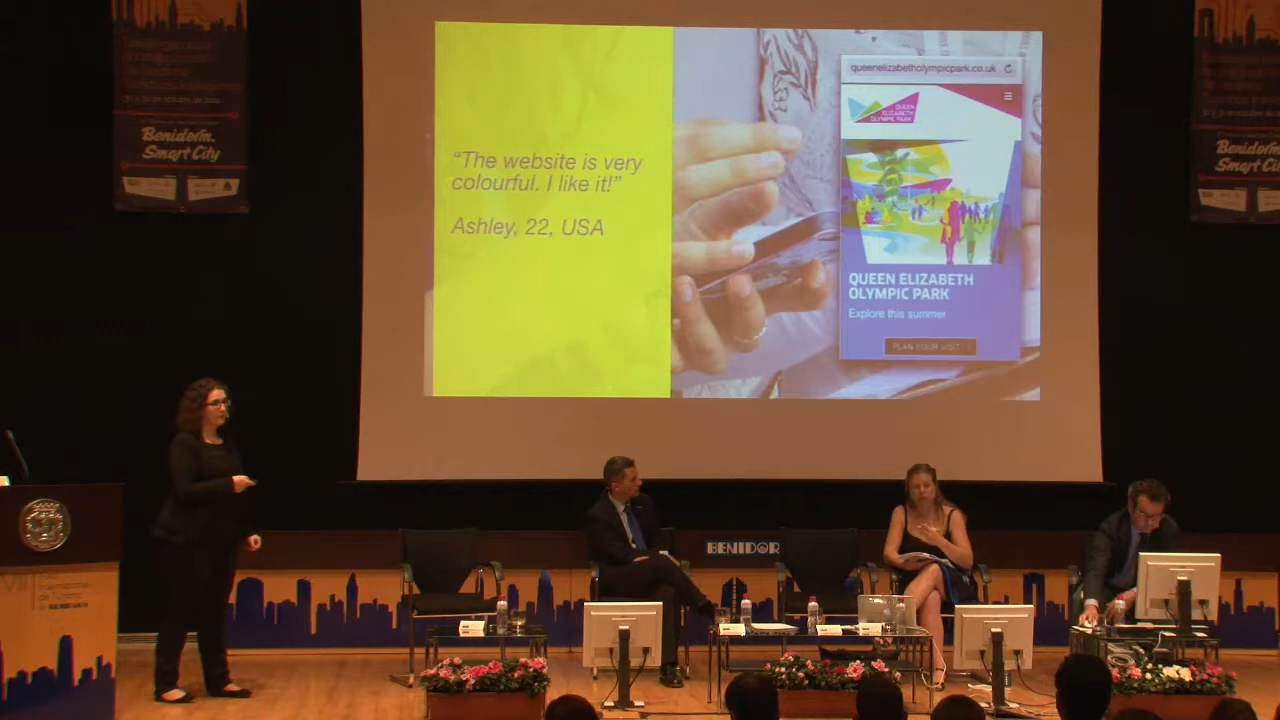 Benidorm
Smart City
"The website is very
colourful. I like it!"
Ashley, 22, USA
queenelizabetholympicpark.co.uk
QUEEN
ELIZABETH
OLYMPIC PARK
QUEEN ELIZABETH
OLYMPIC PARK
Explore this summer
PLAN YOUR VISIT
Benidorm
Smart City
BENIDOR